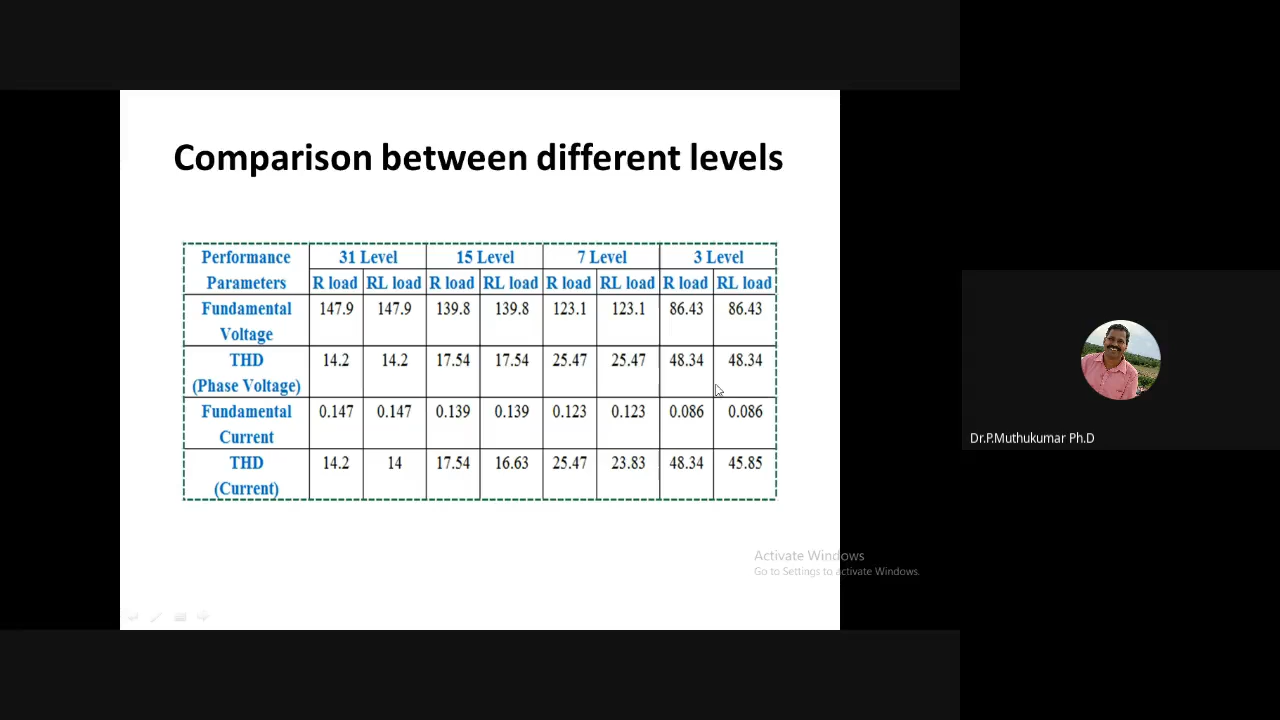 Comparison between different levels
Performance Parameters 31 Level 15 Level 7 Level 3 Level
R load RL load R load RL load R load RL load R load RL load
Fundamental Voltage 147.9 147.9 139.8 139.8 123.1 123.1 86.43 86.43
THD (Phase Voltage) 14.2 14.2 17.54 17.54 25.47 25.47 48.34 48.34
Fundamental Current 0.147 0.147 0.139 0.139 0.123 0.123 0.086 0.086
THD (Current) 14.2 14 17.54 16.63 25.47 23.83 48.34 45.85
Dr.P.Muthukumar Ph.D
Activate Windows
Go to Settings to activate Windows.